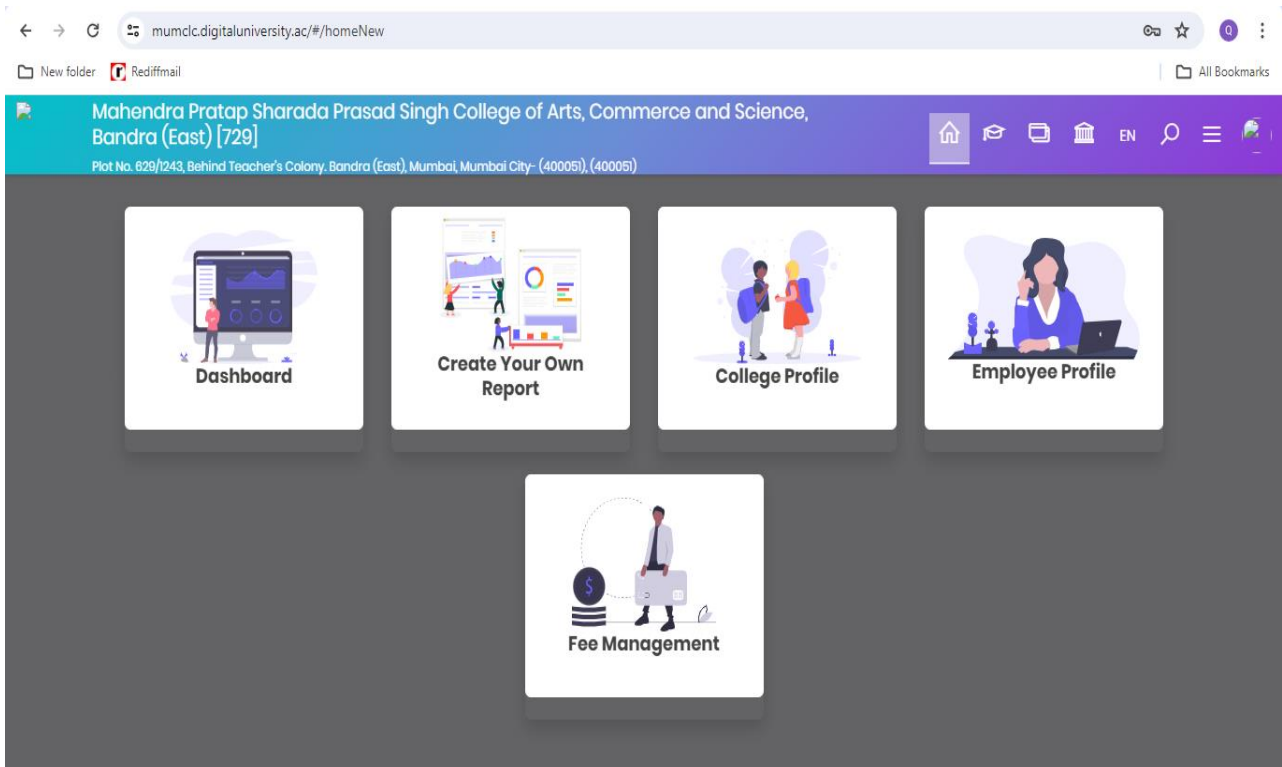 mumclc.digitaluniversity.ac/#/homeNew
Q
New folder
Rediffmail
All Bookmarks
Mahendra Pratap Sharada Prasad Singh College of Arts, Commerce and Science,
Bandra (East) [729]
EN
Plot No. 629/1243, Behind Teacher's Colony. Bandra (East), Mumbai, Mumbai City- (400051), (400051)
Dashboard
Create Your Own
Report
College Profile
Employee Profile
$
Fee Management